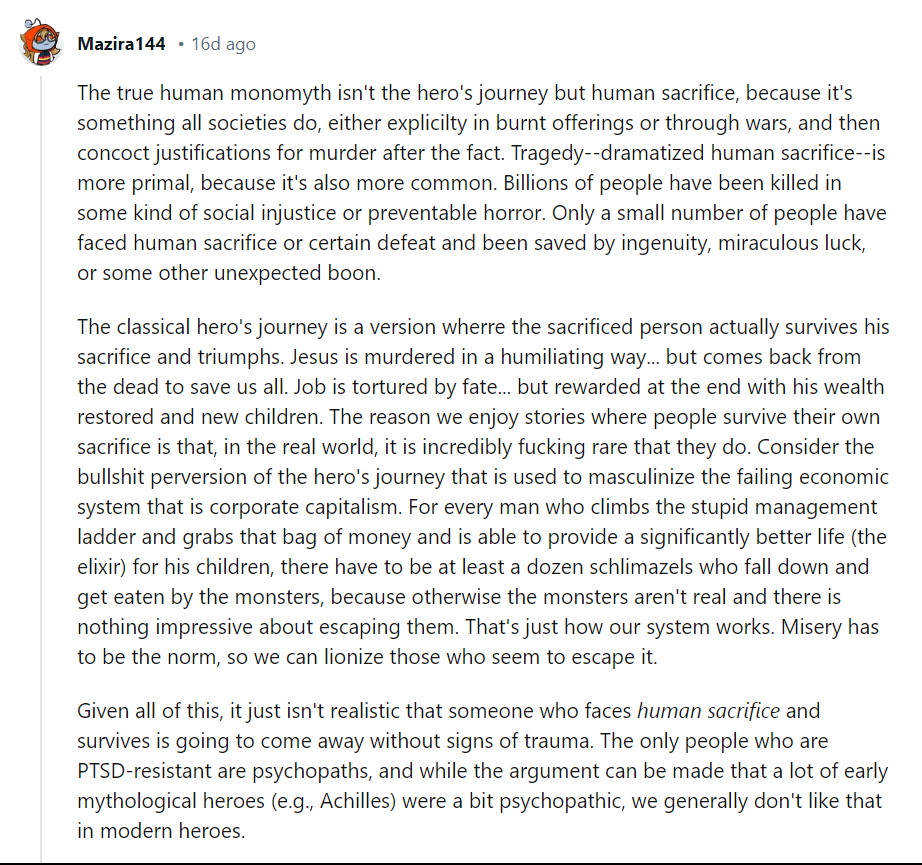 Mazira144 • 16d ago
The true human monomyth isn't the hero's journey but human sacrifice, because it's
something all societies do, either explicilty in burnt offerings or through wars, and then
concoct justifications for murder after the fact. Tragedy--dramatized human sacrifice--is
more primal, because it's also more common. Billions of people have been killed in
some kind of social injustice or preventable horror. Only a small number of people have
faced human sacrifice or certain defeat and been saved by ingenuity, miraculous luck,
or some other unexpected boon.
The classical hero's journey is a version wherre the sacrificed person actually survives his
sacrifice and triumphs. Jesus is murdered in a humiliating way... but comes back from
the dead to save us all. Job is tortured by fate... but rewarded at the end with his wealth
restored and new children. The reason we enjoy stories where people survive their own
sacrifice is that, in the real world, it is incredibly fucking rare that they do. Consider the
bullshit perversion of the hero's journey that is used to masculinize the failing economic
system that is corporate capitalism. For every man who climbs the stupid management
ladder and grabs that bag of money and is able to provide a significantly better life (the
elixir) for his children, there have to be at least a dozen schlimazels who fall down and
get eaten by the monsters, because otherwise the monsters aren't real and there is
nothing impressive about escaping them. That's just how our system works. Misery has
to be the norm, so we can lionize those who seem to escape it.
Given all of this, it just isn't realistic that someone who faces human sacrifice and
survives is going to come away without signs of trauma. The only people who are
PTSD-resistant are psychopaths, and while the argument can be made that a lot of early
mythological heroes (e.g., Achilles) were a bit psychopathic, we generally don't like that
in modern heroes.